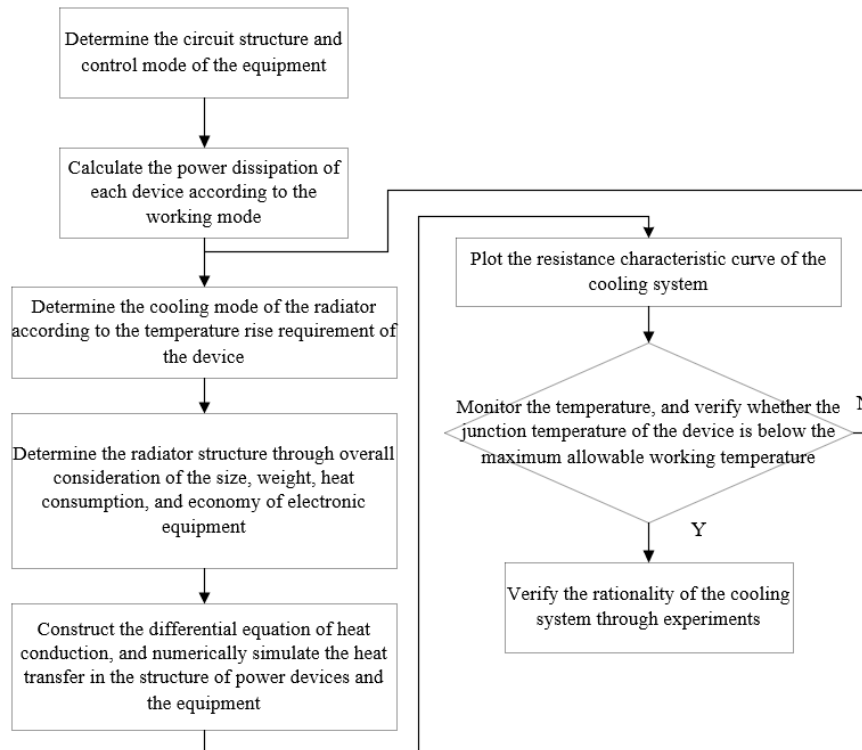 Determine the circuit structure and
control mode of the equipment
Calculate the power dissipation of
each device according to the
working mode
Determine the cooling mode of the radiator
according to the temperature rise requirement of
the device
Determine the radiator structure through overall
consideration of the size, weight, heat
consumption, and economy of electronic
equipment
Construct the differential equation of heat
conduction, and numerically simulate the heat
transfer in the structure of power devices and
the equipment
Plot the resistance characteristic curve of the
cooling system
Monitor the temperature, and verify whether the
junction temperature of the device is below the
maximum allowable working temperature
N
Y
Verify the rationality of the cooling
system through experiments